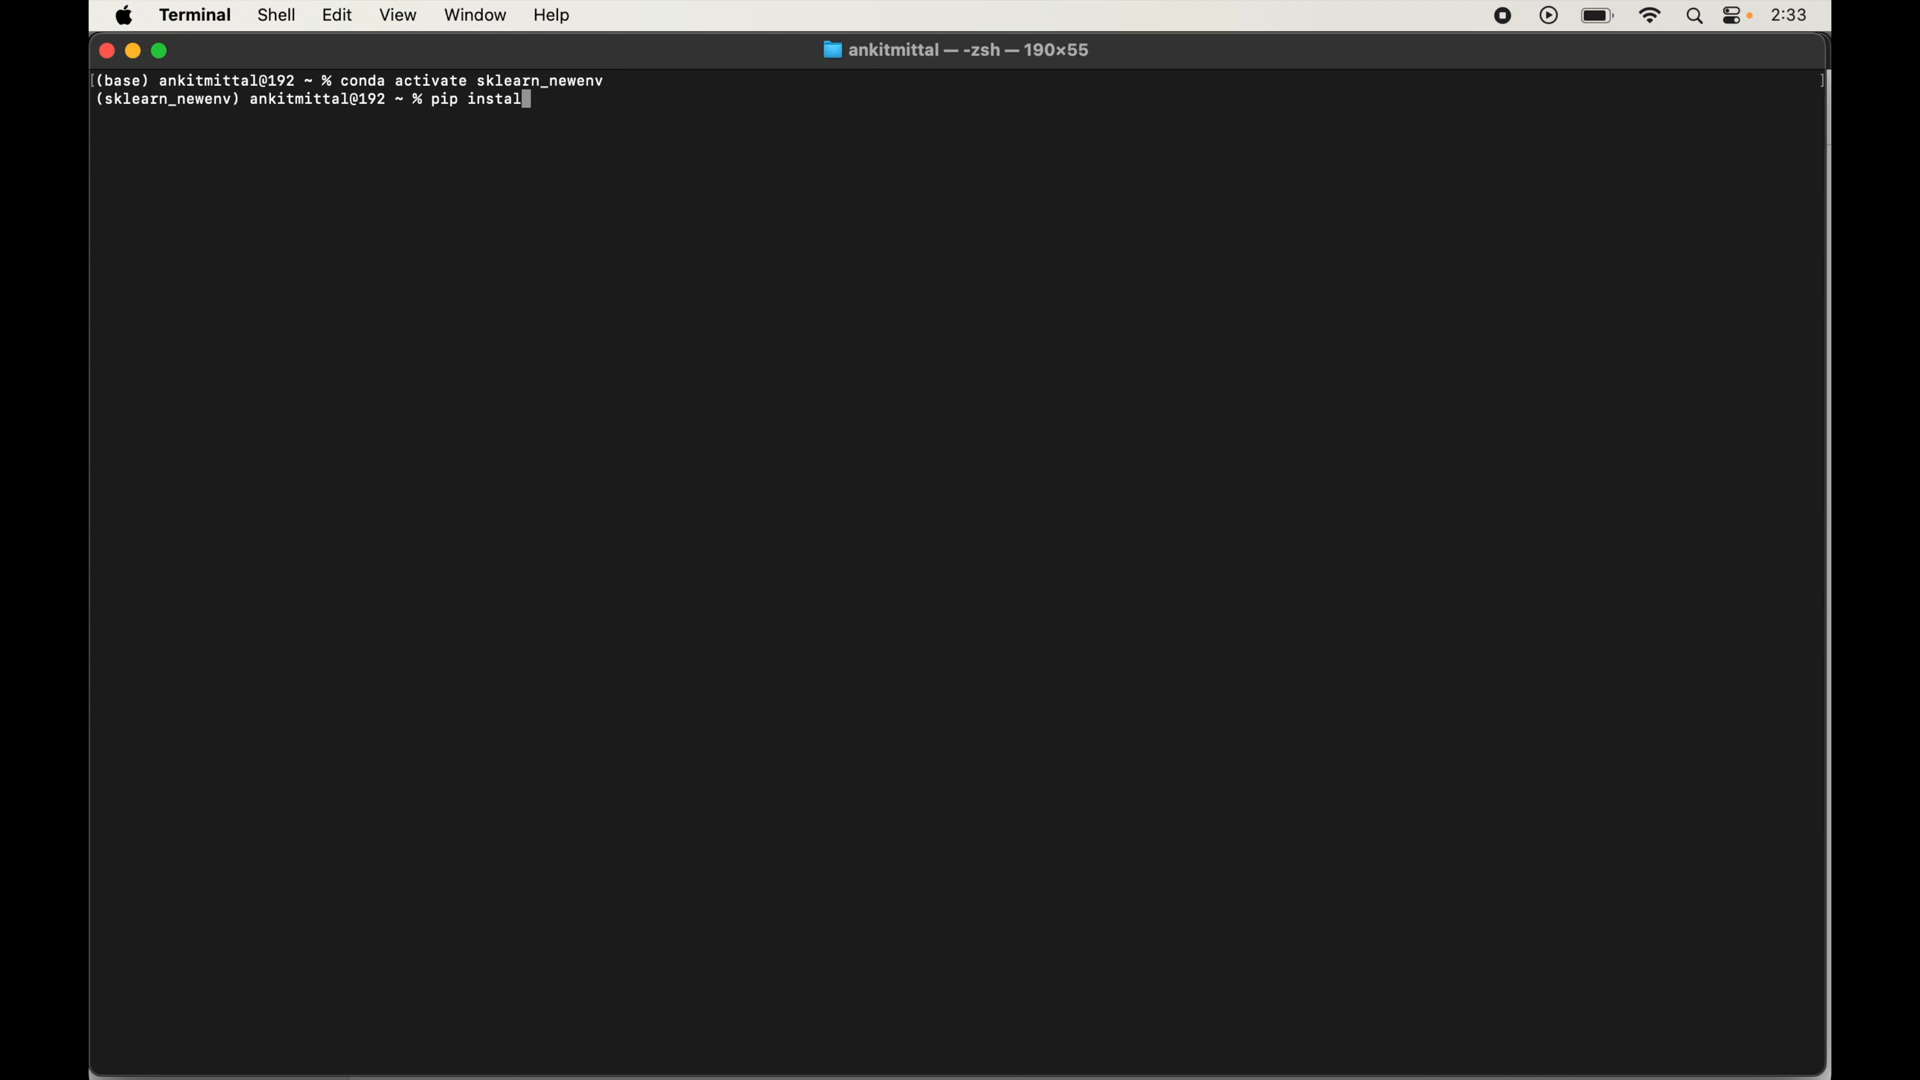 Terminal Shell Edit View Window Help 2:33
ankitmittal — -zsh — 190×55
[(base) ankitmittal@192 ~ % conda activate sklearn_newenv ]
(sklearn_newenv) ankitmittal@192 ~ % pip instal